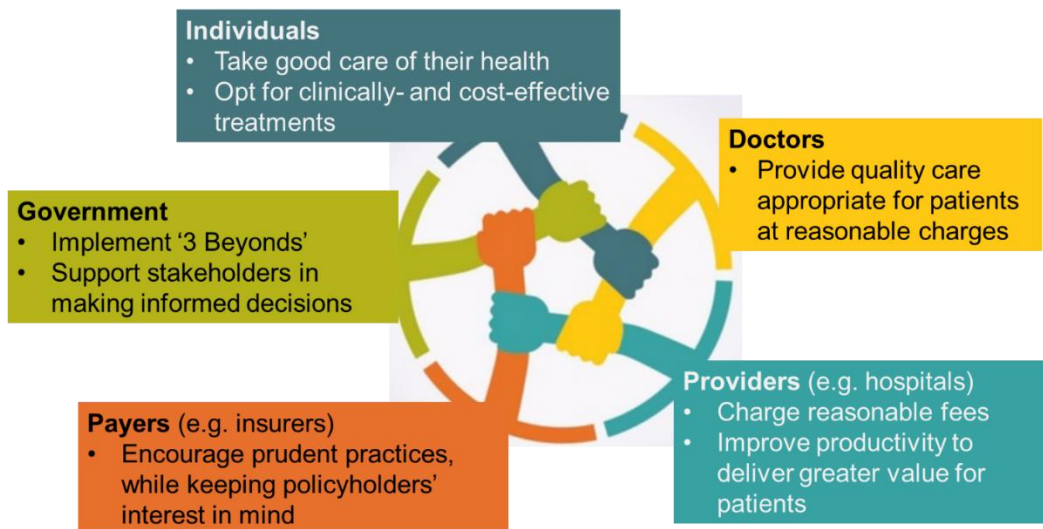 Individuals
• Take good care of their health
• Opt for clinically- and cost-effective
treatments
Doctors
• Provide quality care
appropriate for patients
at reasonable charges
Government
• Implement ‘3 Beyonds’
• Support stakeholders in
making informed decisions
Providers (e.g. hospitals)
• Charge reasonable fees
• Improve productivity to
deliver greater value for
patients
Payers (e.g. insurers)
• Encourage prudent practices,
while keeping policyholders’
interest in mind